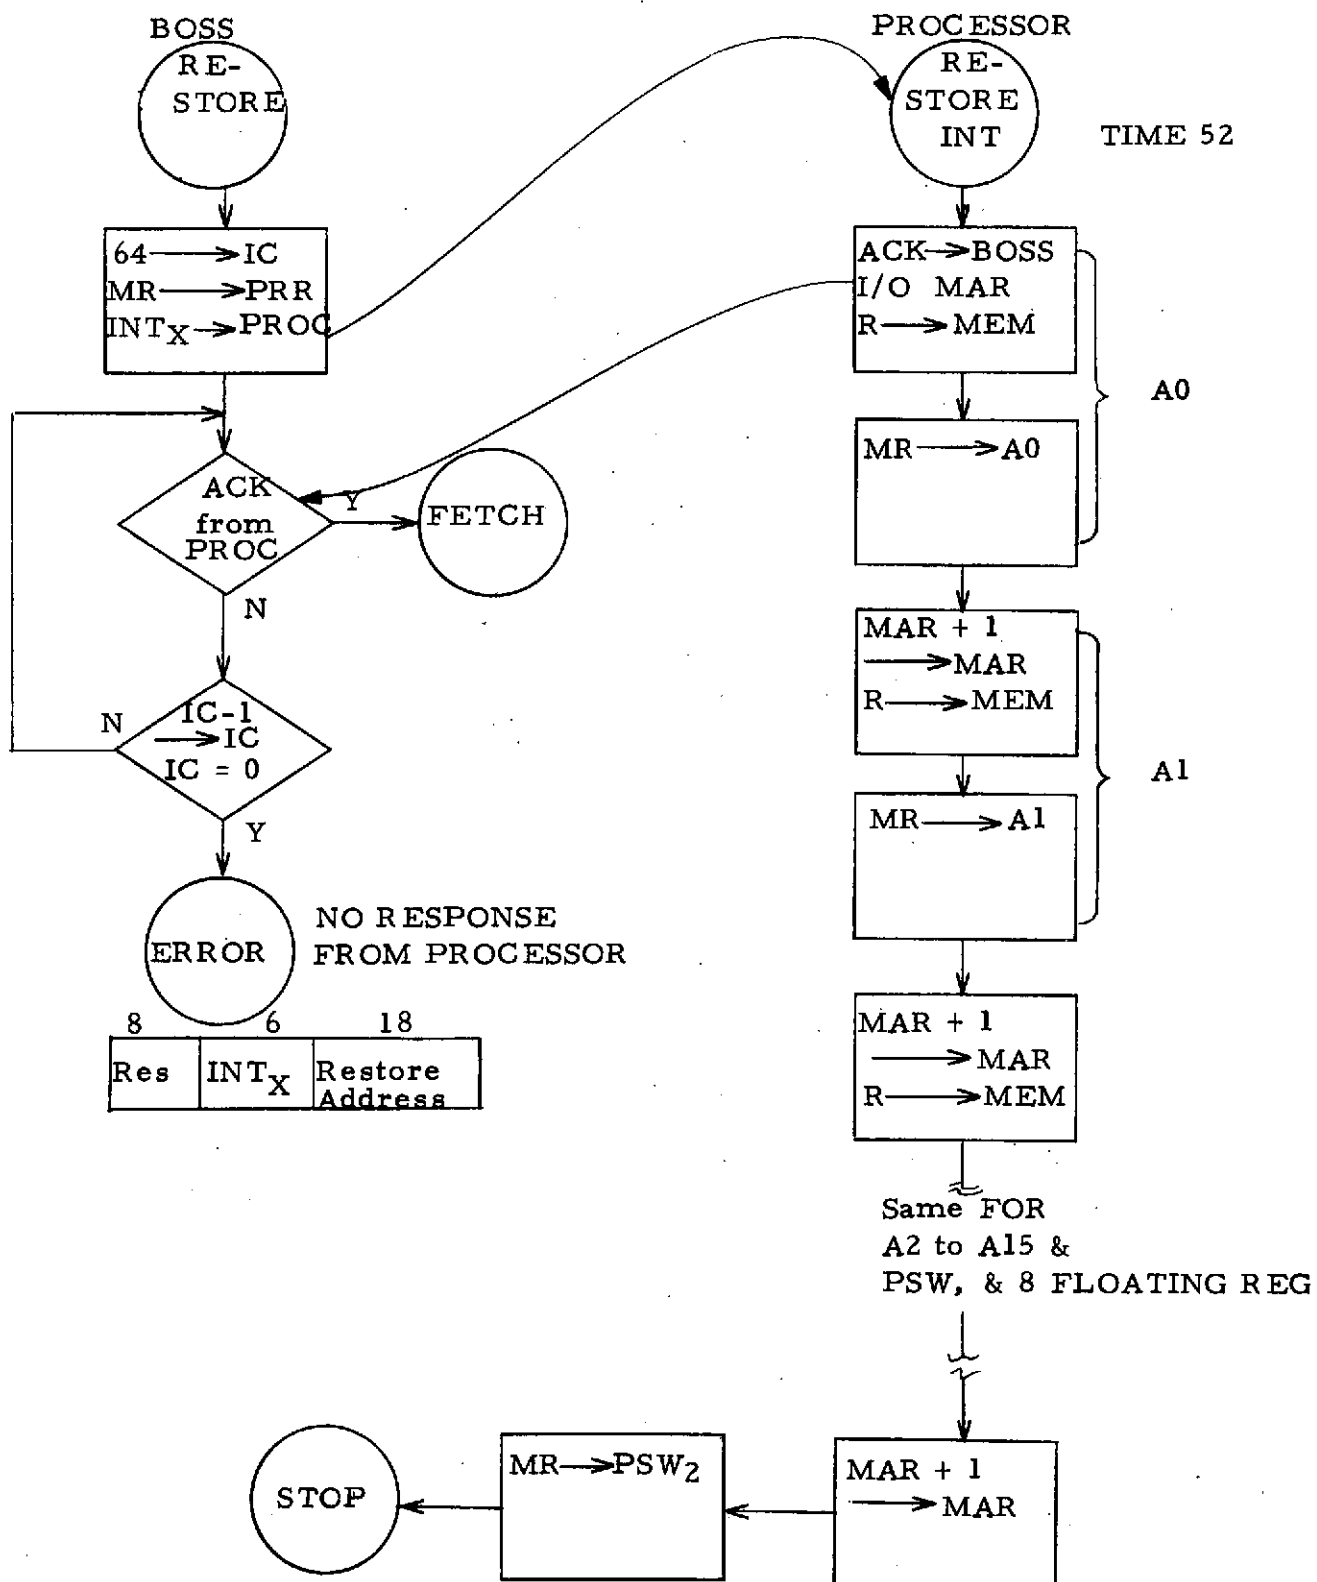 BOSS
RE-
STORE
64→IC
MR→PRR
INTX→PROC
ACK
from
PROC
Y
FETCH
N
IC-1
→IC
IC = 0
N
Y
ERROR
NO RESPONSE
FROM PROCESSOR
8 6 18
Res INTX Restore
Address
PROCESSOR
RE-
STORE
INT
TIME 52
ACK→BOSS
I/O MAR
R→MEM
MR→A0
A0
MAR + 1
→MAR
R→MEM
MR→A1
A1
MAR + 1
→MAR
R→MEM
Same FOR
A2 to A15 &
PSW, & 8 FLOATING REG
MAR + 1
→MAR
MR→PSW2
STOP